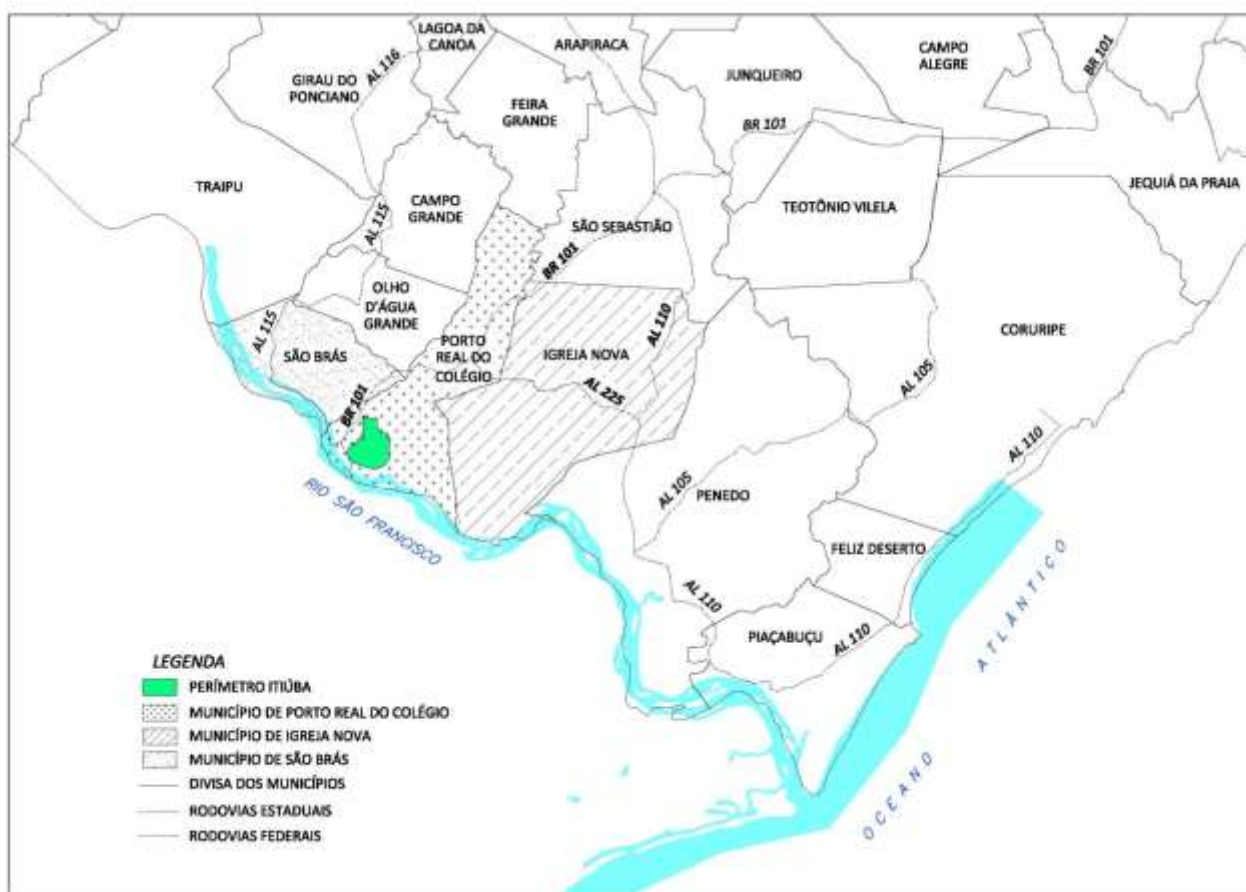 LAGOA DA
CANOA
ARAPIRACA
CAMPO
ALEGRE
BR 101
GIRAU DO
PONCIANO
AL 116
JUNQUEIRO
FEIRA
GRANDE
BR 101
TRAIPU
CAMPO
GRANDE
AL 115
TEOTÔNIO VILELA
JEQUIÁ DA PRAIA
SÃO SEBASTIÃO
BR 101
OLHO
D'ÁGUA
GRANDE
AL 115
SÃO BRÁS
PORTO
REAL DO
COLÉGIO
IGREJA NOVA
AL 110
CORURIPE
AL 225
AL 105
BR 101
AL 110
AL 105
PENEDO
RIO SÃO FRANCISCO
FELIZ DESERTO
AL 110
PIAÇABUÇU
AL 110
OCEANO ATLÂNTICO
LEGENDA
PERÍMETRO ITIÚBA
MUNICÍPIO DE PORTO REAL DO COLÉGIO
MUNICÍPIO DE IGREJA NOVA
MUNICÍPIO DE SÃO BRÁS
DIVISA DOS MUNICÍPIOS
RODOVIAS ESTADUAIS
RODOVIAS FEDERAIS